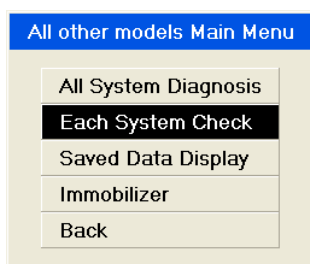 All other models Main Menu
All System Diagnosis
Each System Check
Saved Data Display
Immobilizer
Back